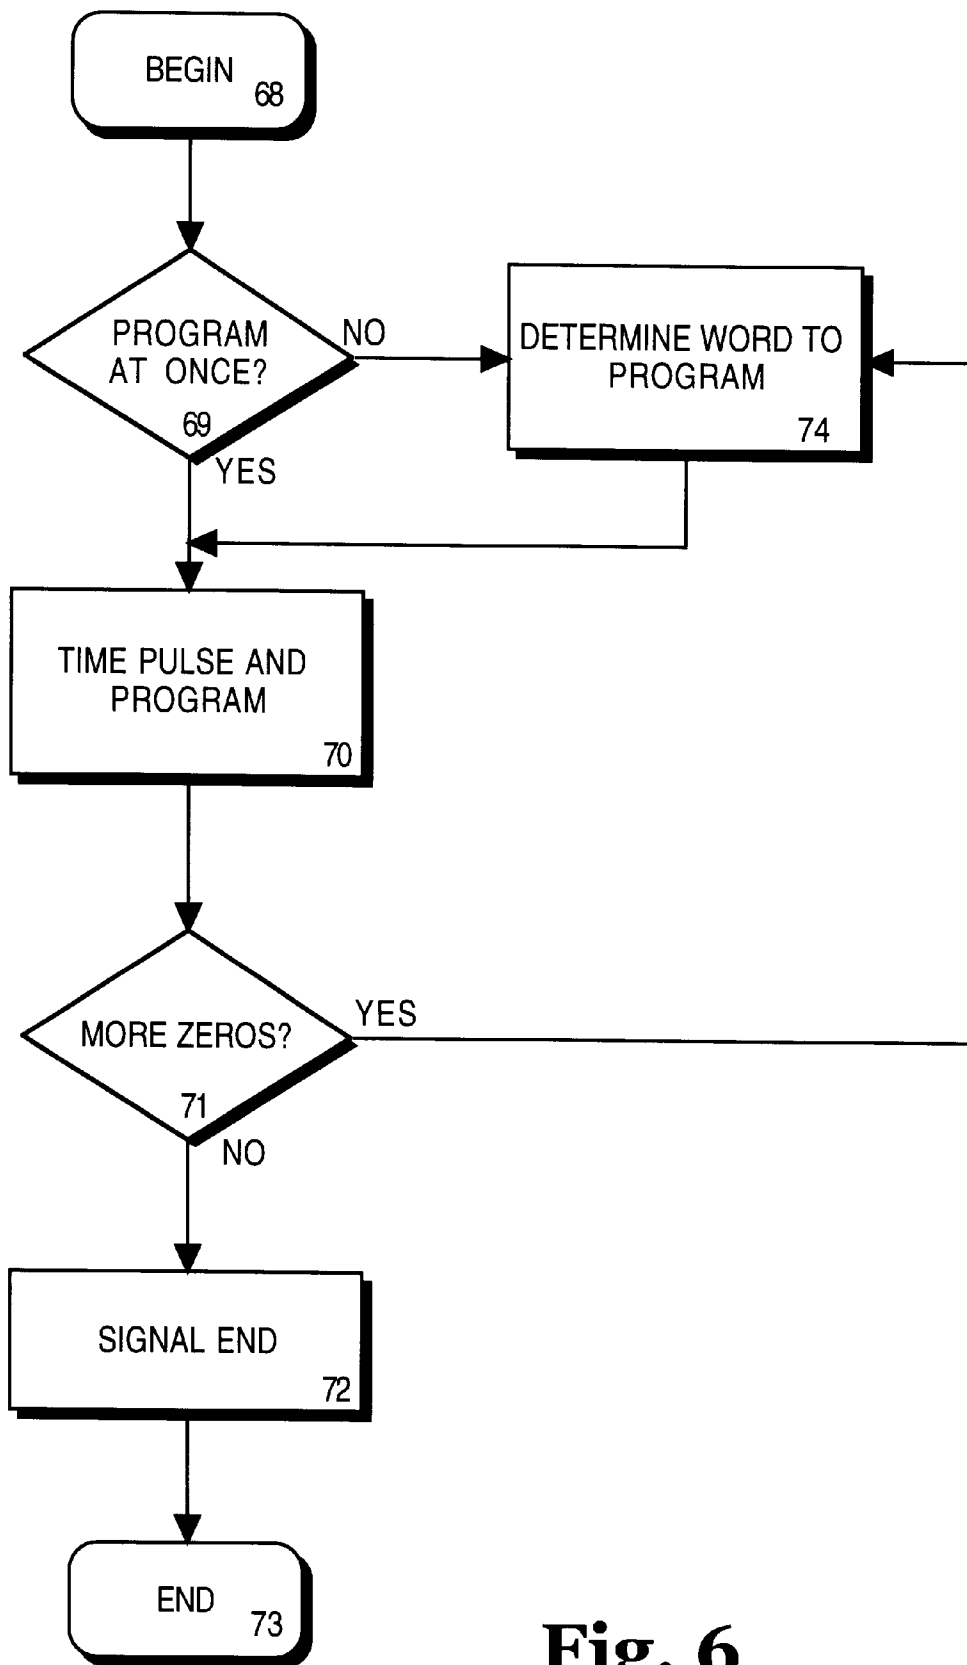 BEGIN
68
PROGRAM
AT ONCE?
69
NO
YES
DETERMINE WORD TO
PROGRAM
74
TIME PULSE AND
PROGRAM
70
MORE ZEROS?
71
YES
NO
SIGNAL END
72
END
73
Fig. 6